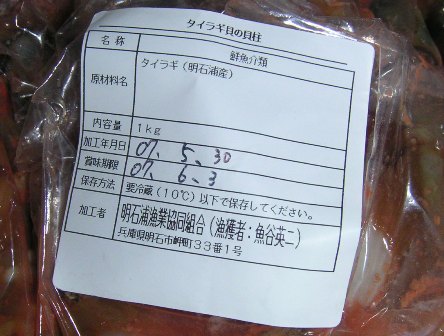 タイラギ貝の貝柱
名称 鮮魚介類
原材料名 タイラギ（明石浦産）
内容量 1kg
加工年月日 07. 5. 30
賞味期限 07. 6. 3
保存方法 要冷蔵（10℃）以下で保存してください。
加工者 明石浦漁業協同組合（漁獲者：魚谷英二）
兵庫県明石市岬町33番1号